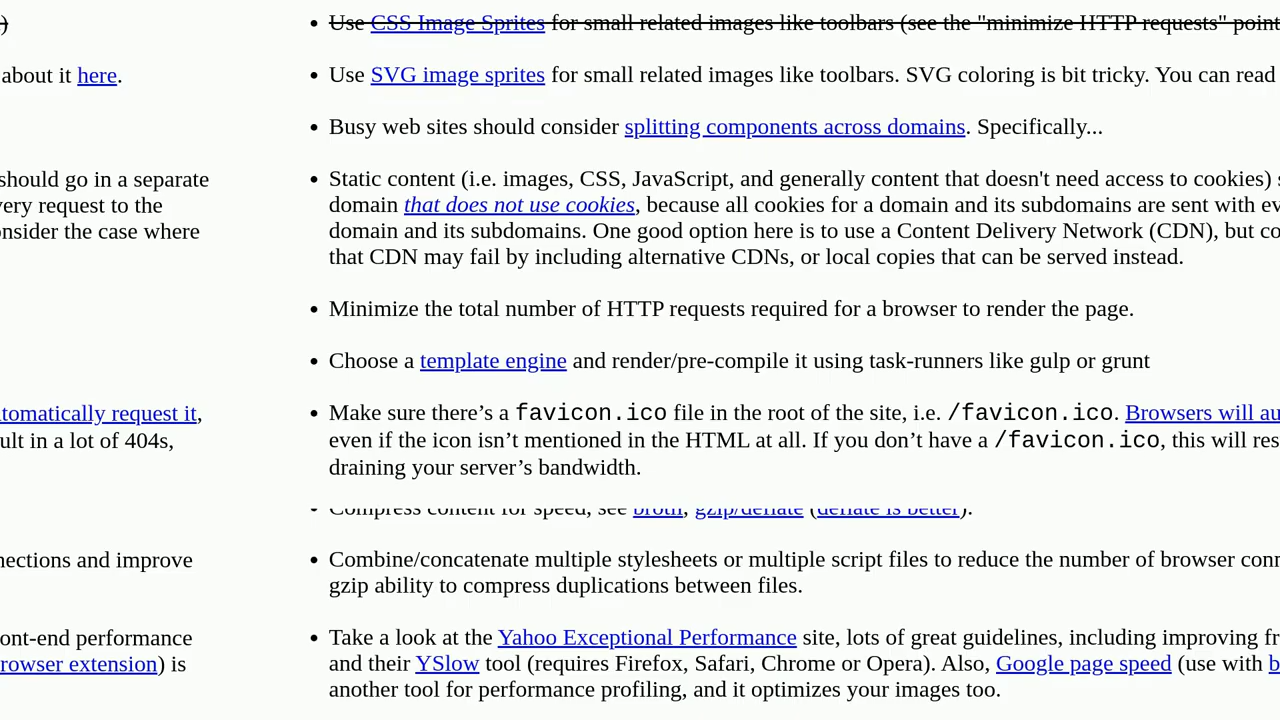 )
about it here.
should go in a separate
very request to the
onsider the case where
tomatically request it,
ult in a lot of 404s,
nections and improve
ont-end performance
rowser extension) is
• Use CSS Image Sprites for small related images like toolbars (see the "minimize HTTP requests" point
• Use SVG image sprites for small related images like toolbars. SVG coloring is bit tricky. You can read
• Busy web sites should consider splitting components across domains. Specifically...
• Static content (i.e. images, CSS, JavaScript, and generally content that doesn't need access to cookies) s
domain that does not use cookies, because all cookies for a domain and its subdomains are sent with ev
domain and its subdomains. One good option here is to use a Content Delivery Network (CDN), but co
that CDN may fail by including alternative CDNs, or local copies that can be served instead.
• Minimize the total number of HTTP requests required for a browser to render the page.
• Choose a template engine and render/pre-compile it using task-runners like gulp or grunt
• Make sure there’s a favicon.ico file in the root of the site, i.e. /favicon.ico. Browsers will au
even if the icon isn’t mentioned in the HTML at all. If you don’t have a /favicon.ico, this will res
draining your server’s bandwidth.
• Compress content for speed, see gzip/deflate (deflate is better).
• Combine/concatenate multiple stylesheets or multiple script files to reduce the number of browser conn
gzip ability to compress duplications between files.
• Take a look at the Yahoo Exceptional Performance site, lots of great guidelines, including improving fr
and their YSlow tool (requires Firefox, Safari, Chrome or Opera). Also, Google page speed (use with b
another tool for performance profiling, and it optimizes your images too.